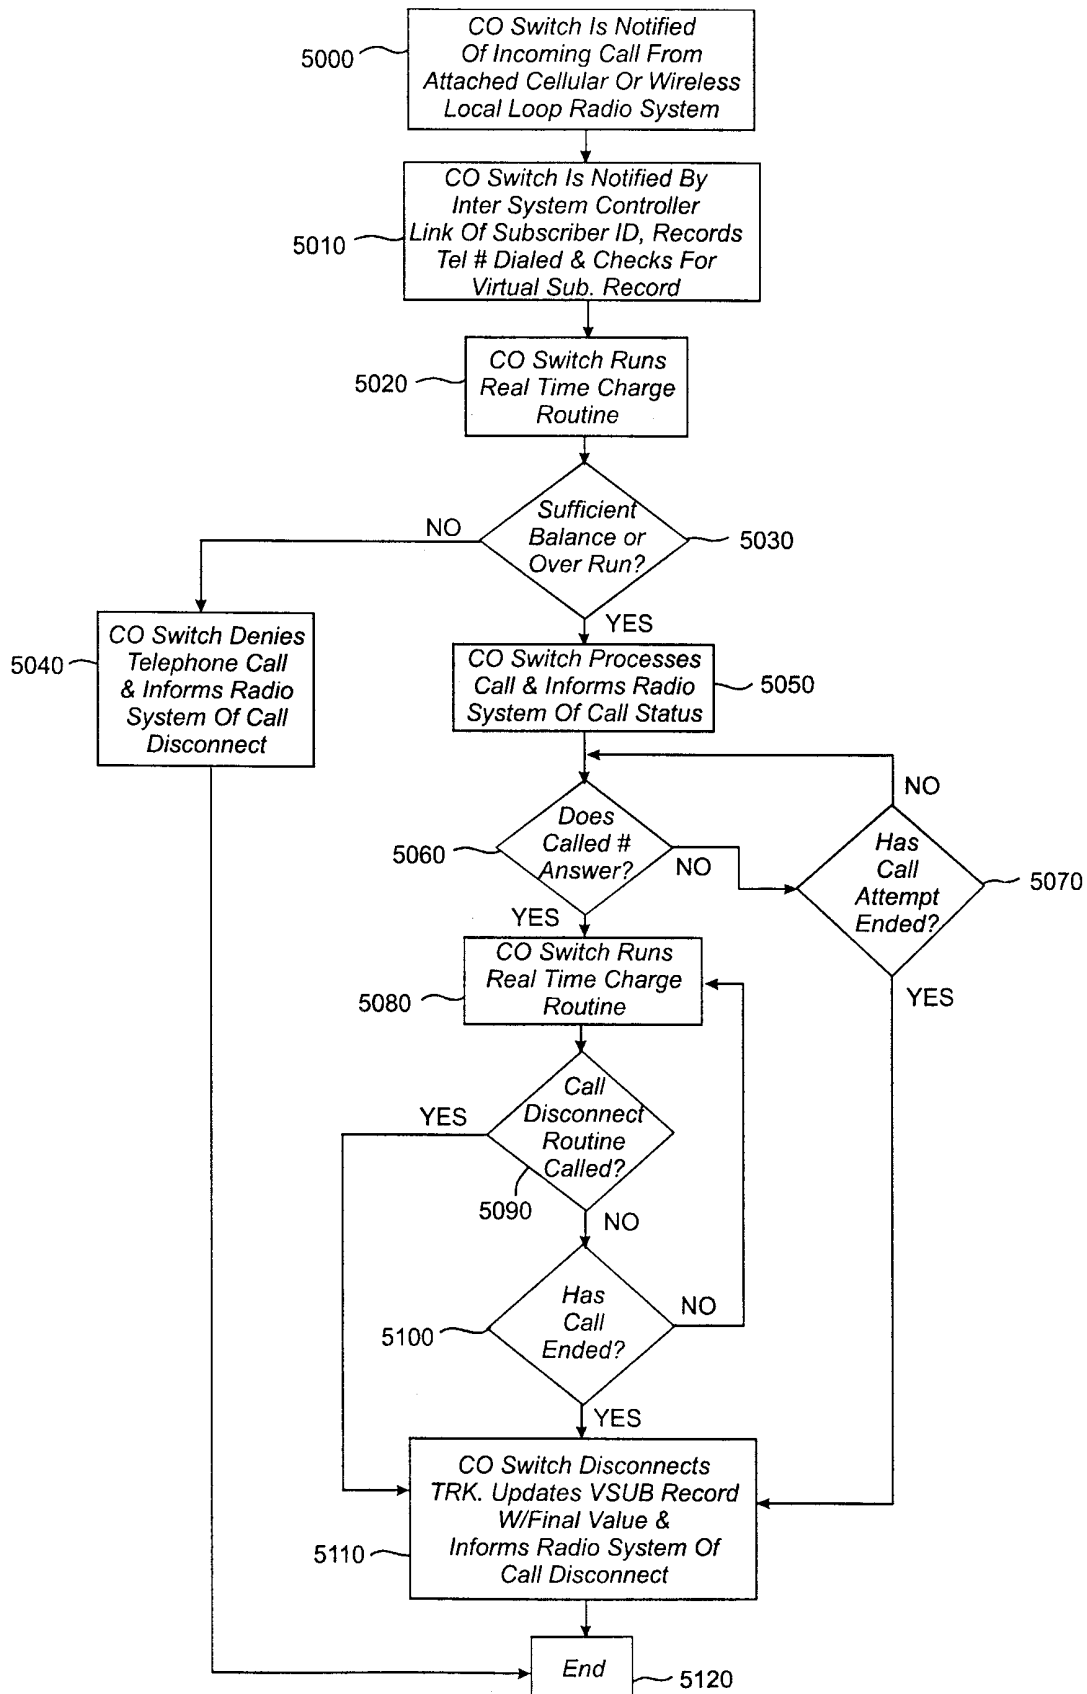 5000
CO Switch Is Notified
Of Incoming Call From
Attached Cellular Or Wireless
Local Loop Radio System
5010
CO Switch Is Notified By
Inter System Controller
Link Of Subscriber ID, Records
Tel # Dialed & Checks For
Virtual Sub. Record
5020
CO Switch Runs
Real Time Charge
Routine
NO
Sufficient
Balance or
Over Run?
5030
YES
5040
CO Switch Denies
Telephone Call
& Informs Radio
System Of Call
Disconnect
CO Switch Processes
Call & Informs Radio
System Of Call Status
5050
NO
5060
Does
Called #
Answer?
NO
Has
Call
Attempt
Ended?
5070
YES
YES
5080
CO Switch Runs
Real Time Charge
Routine
YES
Call
Disconnect
Routine
Called?
5090
NO
5100
Has
Call
Ended?
NO
YES
5110
CO Switch Disconnects
TRK. Updates VSUB Record
W/Final Value &
Informs Radio System Of
Call Disconnect
End
5120